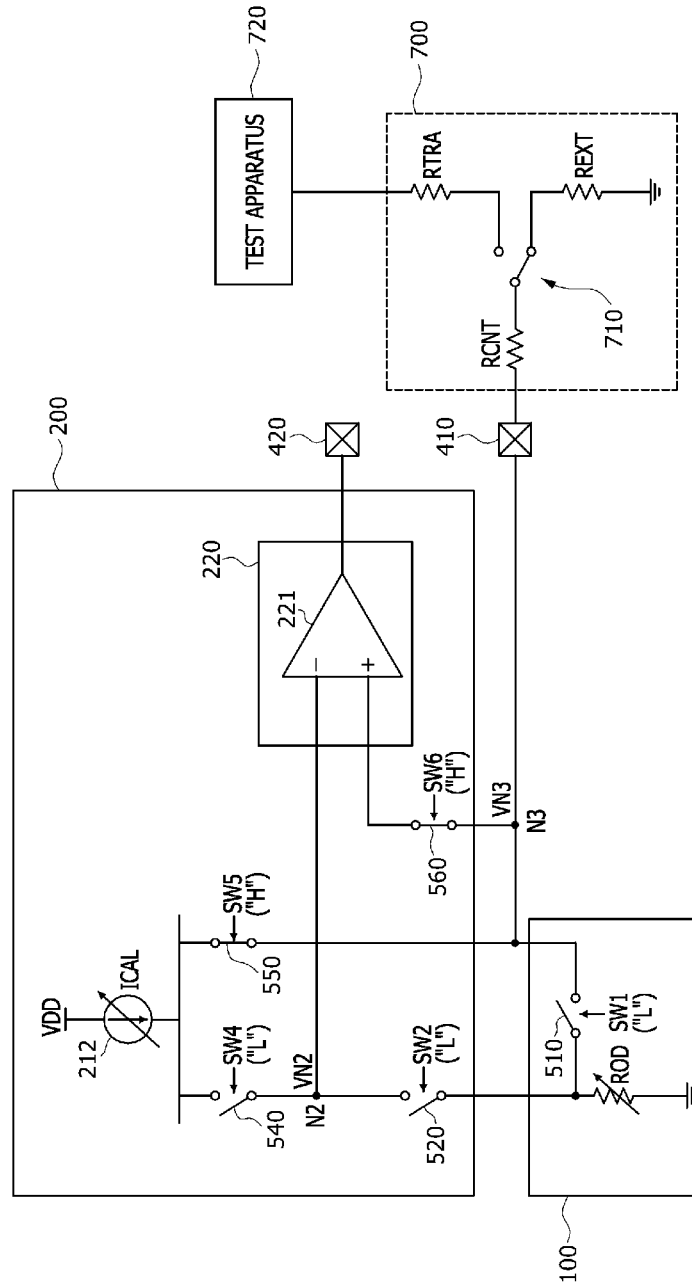 200
VDD
212
ICAL
SW4
("L")
540
SW5
("H")
550
VN2
N2
SW2
("L")
520
220
221
−
+
SW6
("H")
560
VN3
N3
420
410
100
510
SW1
("L")
ROD
720
TEST APPARATUS
700
RTRA
RCNT
REXT
710